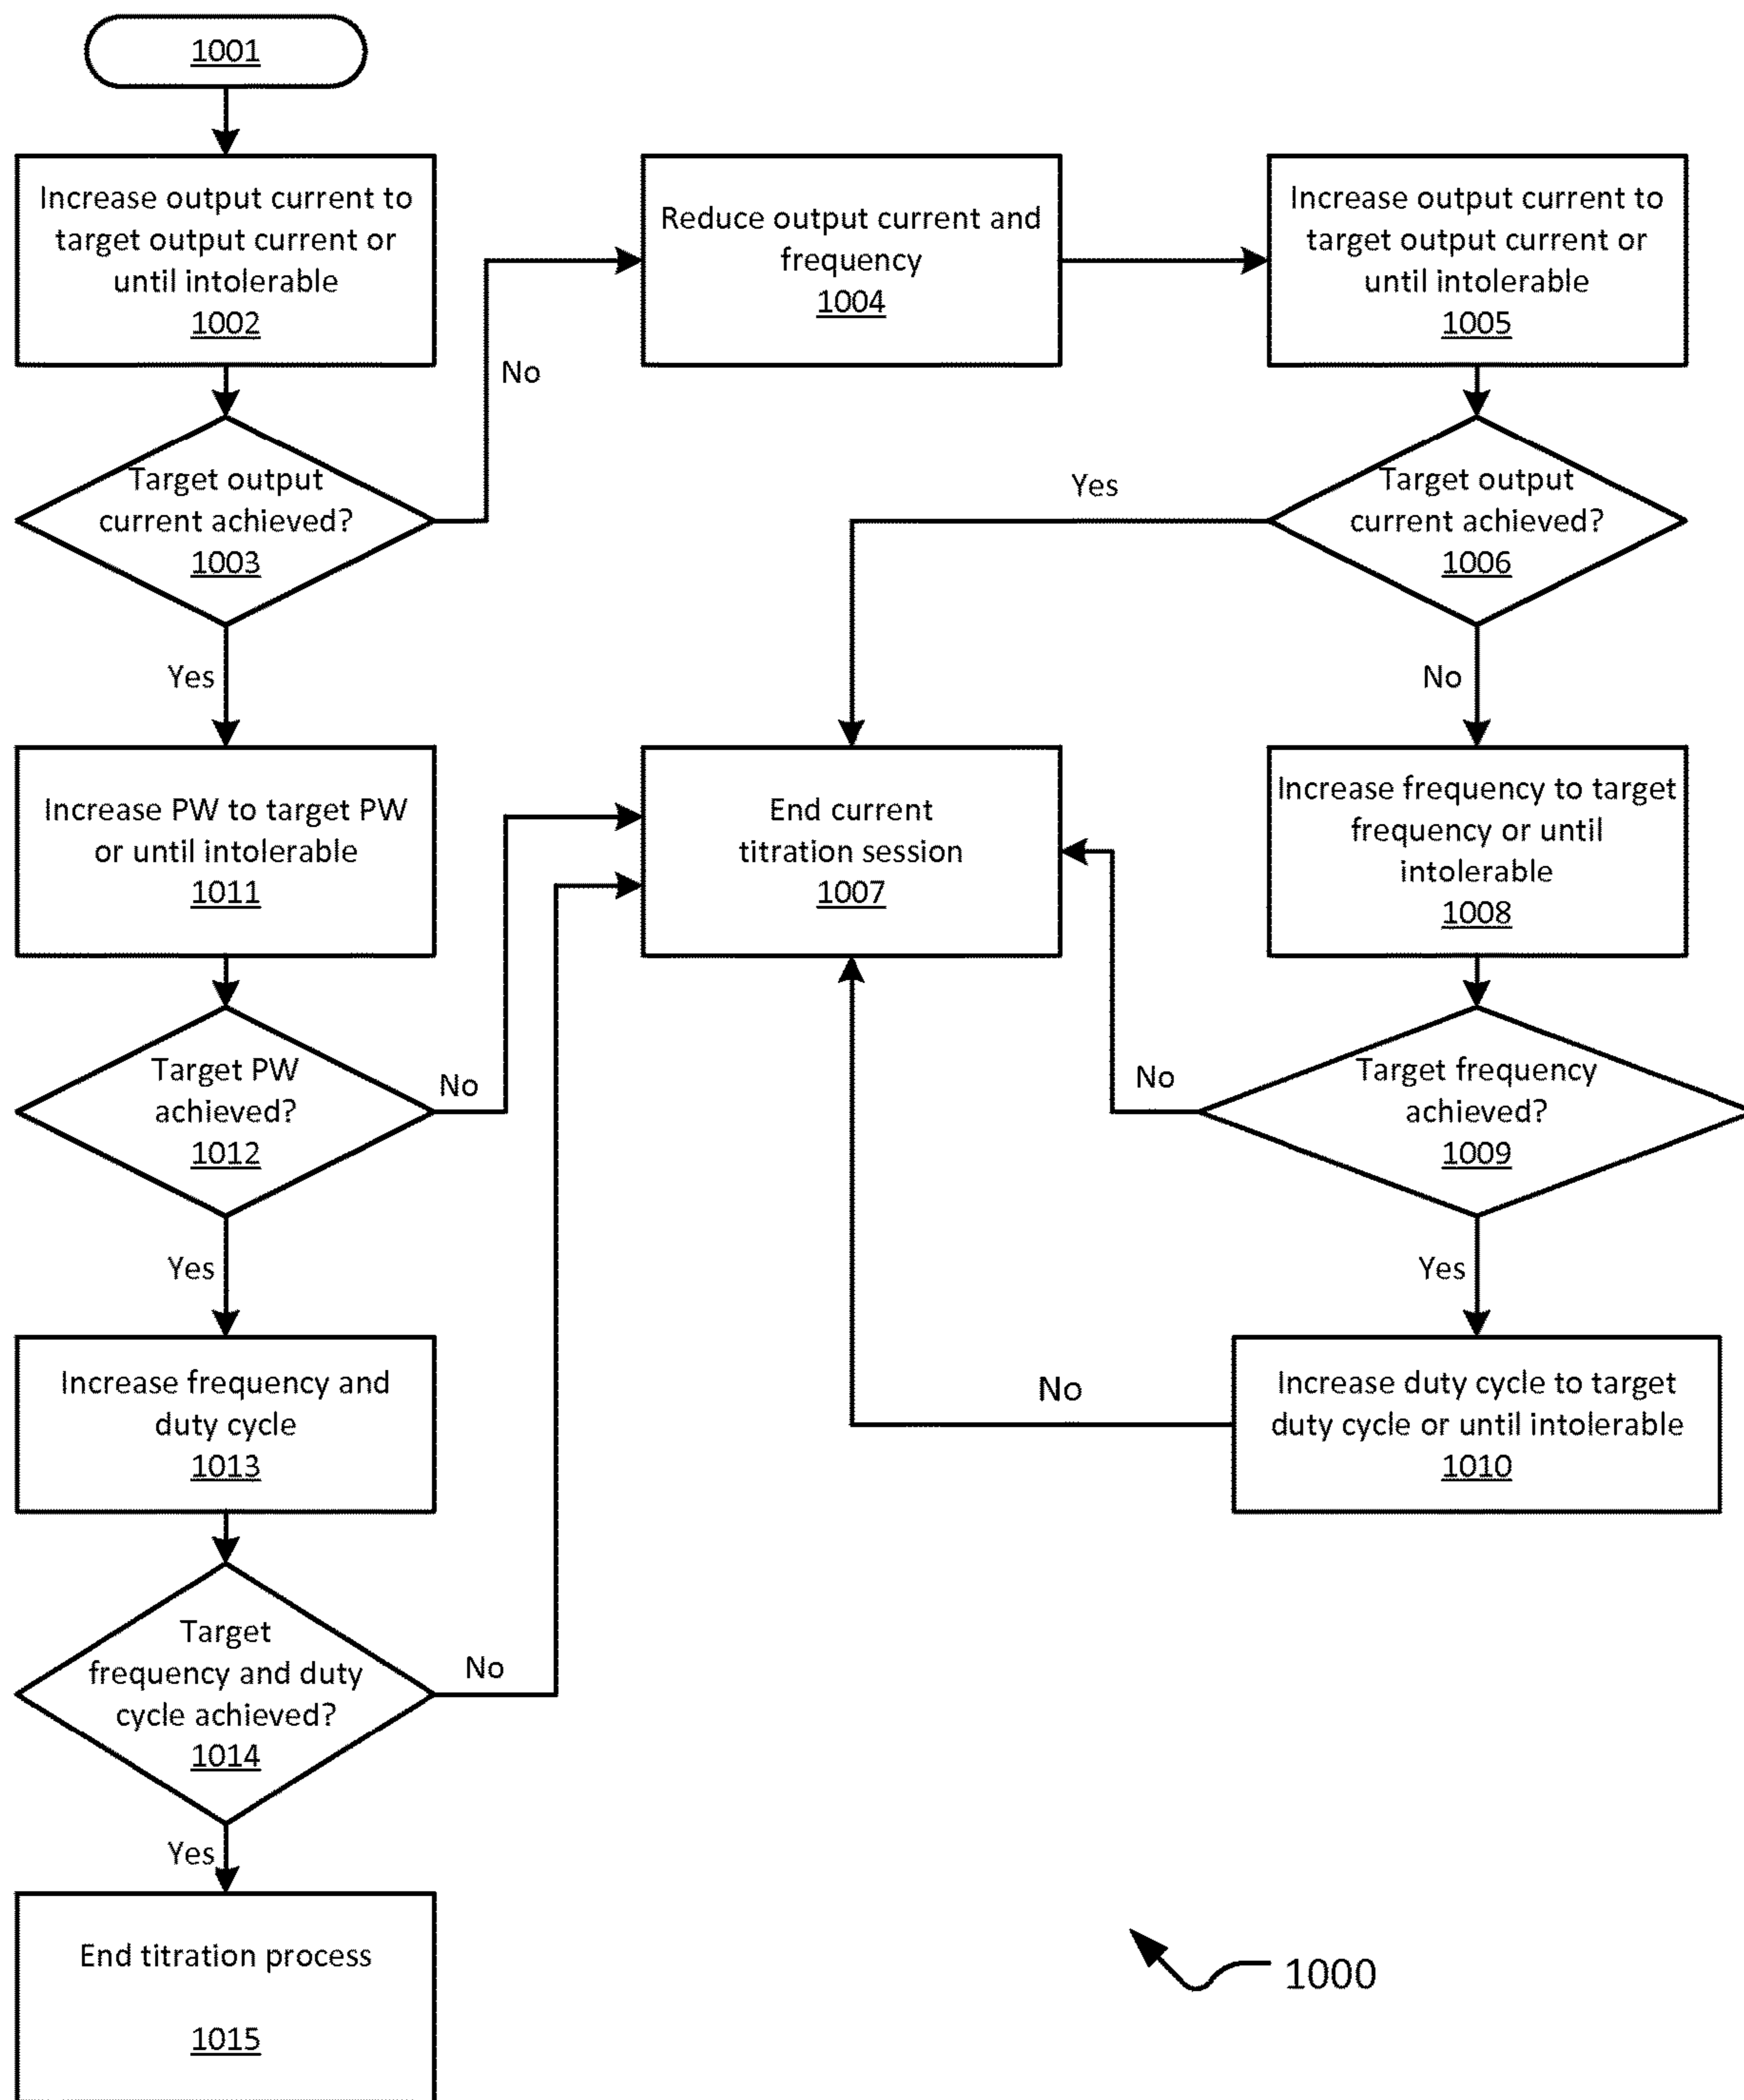 1001
Increase output current to
target output current or
until intolerable
1002
Reduce output current and
frequency
1004
Increase output current to
target output current or
until intolerable
1005
No
Target output
current achieved?
1003
Yes
Target output
current achieved?
1006
Yes
No
Increase PW to target PW
or until intolerable
1011
End current
titration session
1007
Increase frequency to target
frequency or until
intolerable
1008
Target PW
achieved?
1012
No
No
Target frequency
achieved?
1009
Yes
Yes
Increase frequency and
duty cycle
1013
No
Increase duty cycle to target
duty cycle or until intolerable
1010
Target
frequency and duty
cycle achieved?
1014
No
Yes
End titration process
1015
1000